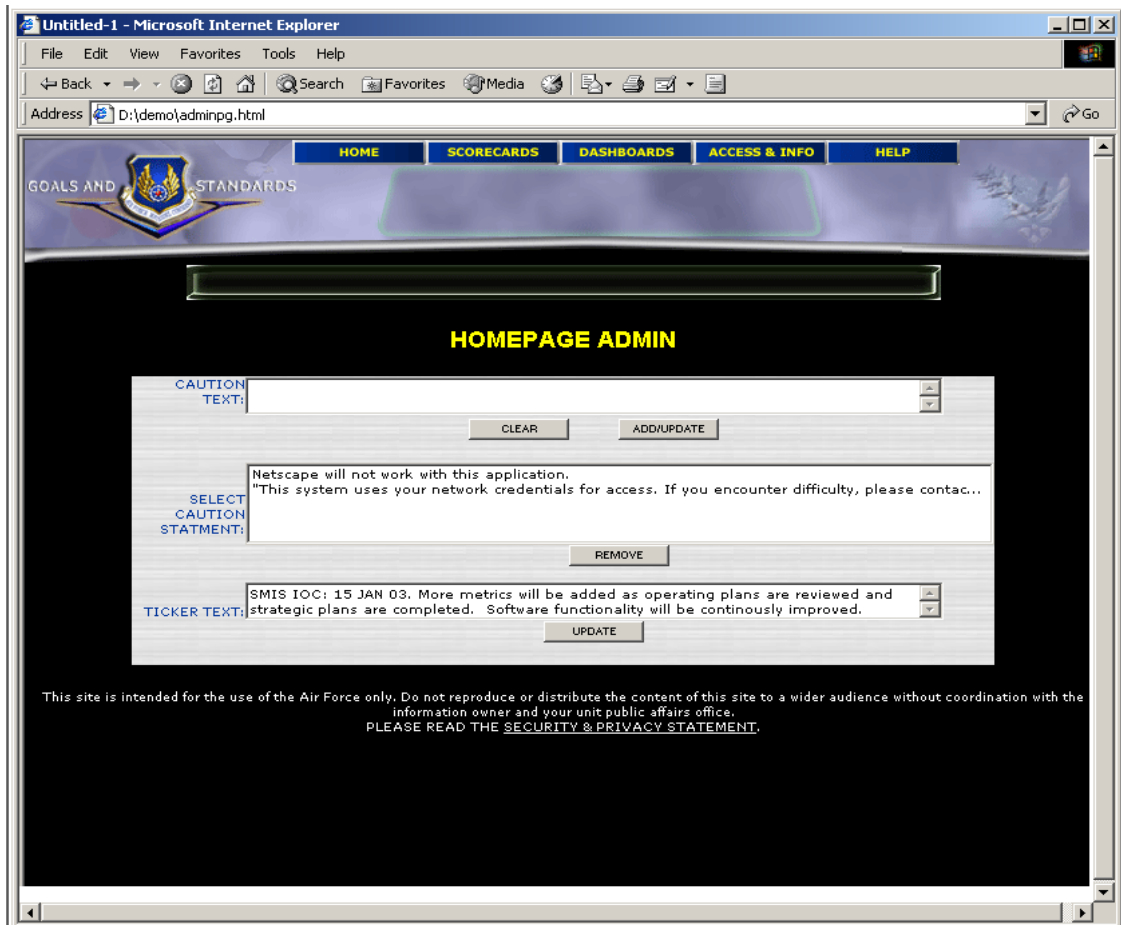 Untitled-1 - Microsoft Internet Explorer
File Edit View Favorites Tools Help
Back Search Favorites Media
Address D:\demo\adminpg.html Go
HOME SCORECARDS DASHBOARDS ACCESS & INFO HELP
GOALS AND STANDARDS
HOMEPAGE ADMIN
CAUTION
TEXT:
CLEAR ADD/UPDATE
Netscape will not work with this application.
"This system uses your network credentials for access. If you encounter difficulty, please contac...
SELECT
CAUTION
STATMENT:
REMOVE
SMIS IOC: 15 JAN 03. More metrics will be added as operating plans are reviewed and
TICKER TEXT: strategic plans are completed. Software functionality will be continously improved.
UPDATE
This site is intended for the use of the Air Force only. Do not reproduce or distribute the content of this site to a wider audience without coordination with the
information owner and your unit public affairs office.
PLEASE READ THE SECURITY & PRIVACY STATEMENT.